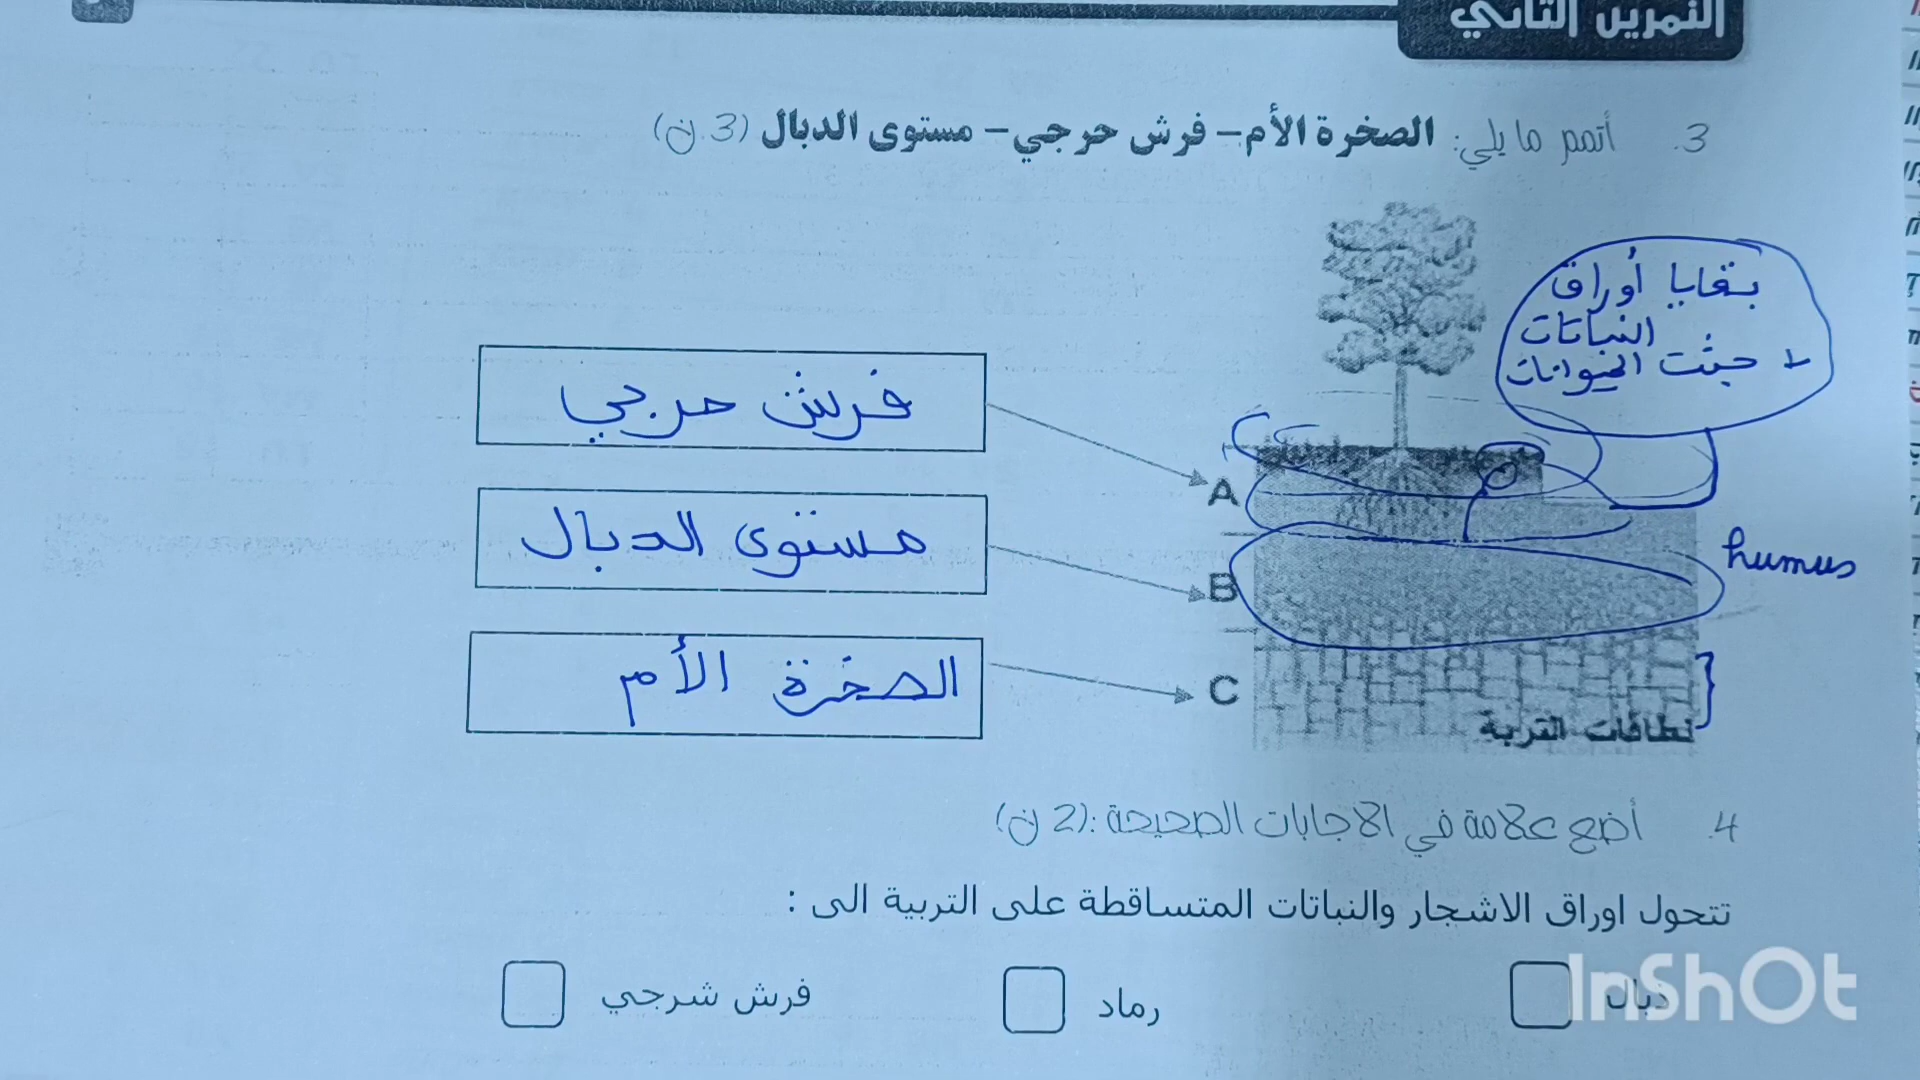 التمرين الثاني
3. أتمم ما يلي: الصخرة الأم – فرش حرجي – مستوى الدبال (3 ن)
بقايا أوراق
النباتات
+ جثت الحيوانات
فرش حرجي
A
مستوى الدبال
B
humus
الصخرة الأم
C
نطاقات التربة
4. أضع علامة في الاجابات الصحيحة: (2 ن)
تتحول اوراق الاشجار والنباتات المتساقطة على التربية الى :
دبال
رماد
فرش شرجي
InShOt